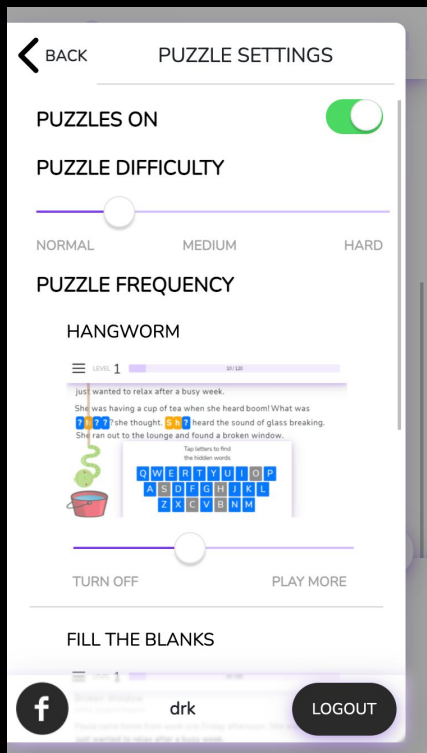 BACK
PUZZLE SETTINGS
PUZZLES ON
PUZZLE DIFFICULTY
NORMAL MEDIUM HARD
PUZZLE FREQUENCY
HANGWORM
LEVEL 1
just wanted to relax after a busy week.
She was having a cup of tea when she heard boom! What was
? h ? ? ? she thought. S h ? heard the sound of glass breaking.
She ran out to the lounge and found a broken window.
Tap letters to find
the hidden words
Q W E R T Y U I O P
A S D F G H J K L
Z X C V B N M
TURN OFF PLAY MORE
FILL THE BLANKS
1
f drk LOGOUT